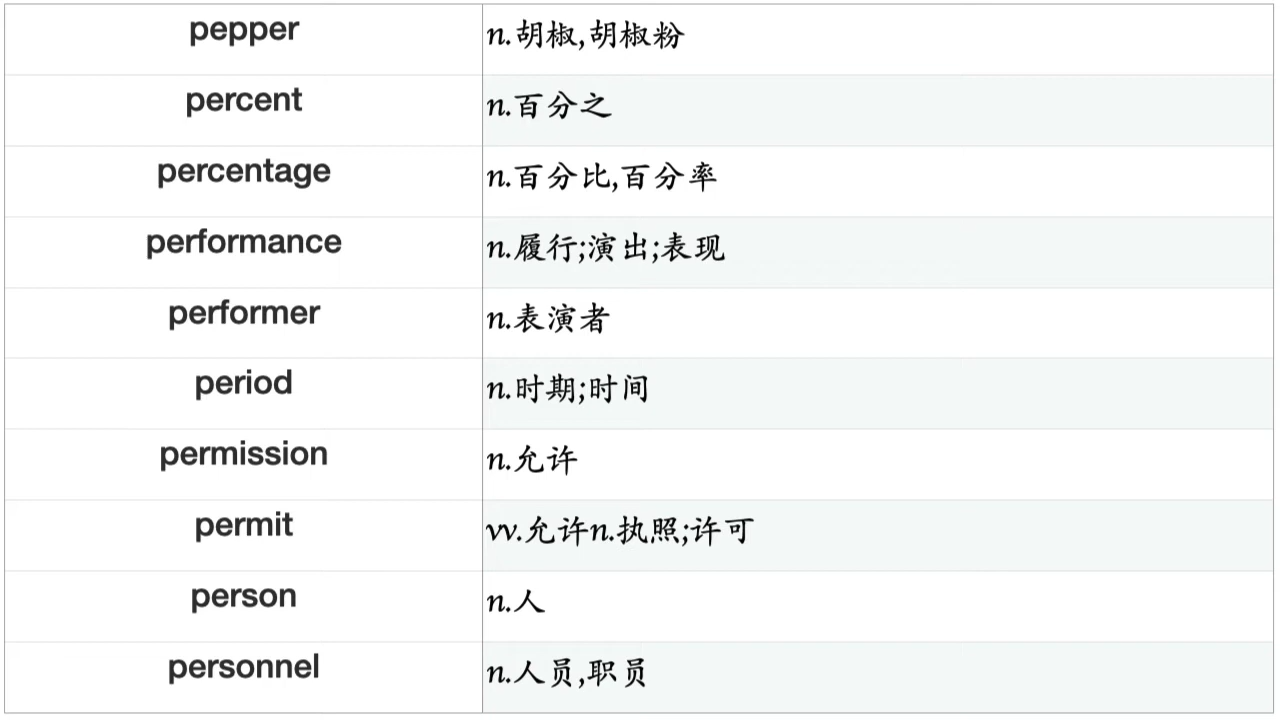 pepper n.胡椒,胡椒粉
percent n.百分之
percentage n.百分比,百分率
performance n.履行;演出;表现
performer n.表演者
period n.时期;时间
permission n.允许
permit vv.允许n.执照;许可
person n.人
personnel n.人员,职员